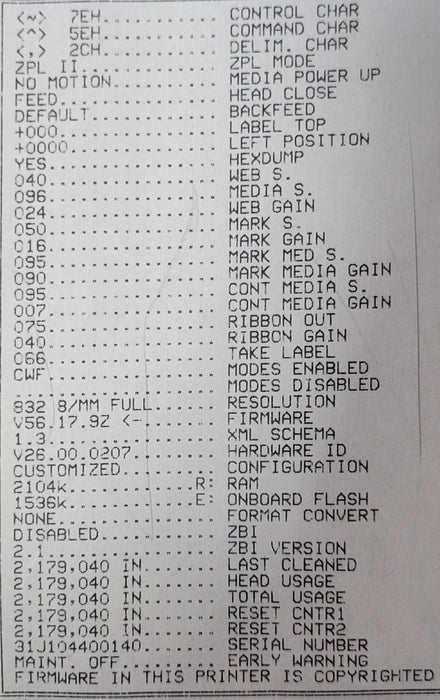 <~> 7EH............. CONTROL CHAR
<^> 5EH............. COMMAND CHAR
<,> 2CH............. DELIM. CHAR
ZPL II.............. ZPL MODE
NO MOTION........... MEDIA POWER UP
FEED................ HEAD CLOSE
DEFAULT............. BACKFEED
+000................ LABEL TOP
+0000............... LEFT POSITION
YES................. HEXDUMP
040................. WEB S.
096................. MEDIA S.
024................. WEB GAIN
050................. MARK S.
016................. MARK GAIN
095................. MARK MED S.
090................. MARK MEDIA GAIN
095................. CONT MEDIA S.
007................. CONT MEDIA GAIN
075................. RIBBON OUT
040................. RIBBON GAIN
066................. TAKE LABEL
CWF................. MODES ENABLED
.................... MODES DISABLED
832 8/MM FULL....... RESOLUTION
V56.17.9Z <-........ FIRMWARE
1.3................. XML SCHEMA
V26.00.0207......... HARDWARE ID
CUSTOMIZED.......... CONFIGURATION
2104k............R: RAM
1536k............E: ONBOARD FLASH
NONE................ FORMAT CONVERT
DISABLED............ ZBI
2.1................. ZBI VERSION
2,179,040 IN........ LAST CLEANED
2,179,040 IN........ HEAD USAGE
2,179,040 IN........ TOTAL USAGE
2,179,040 IN........ RESET CNTR1
2,179,040 IN........ RESET CNTR2
31J104400140........ SERIAL NUMBER
MAINT. OFF.......... EARLY WARNING
FIRMWARE IN THIS PRINTER IS COPYRIGHTED